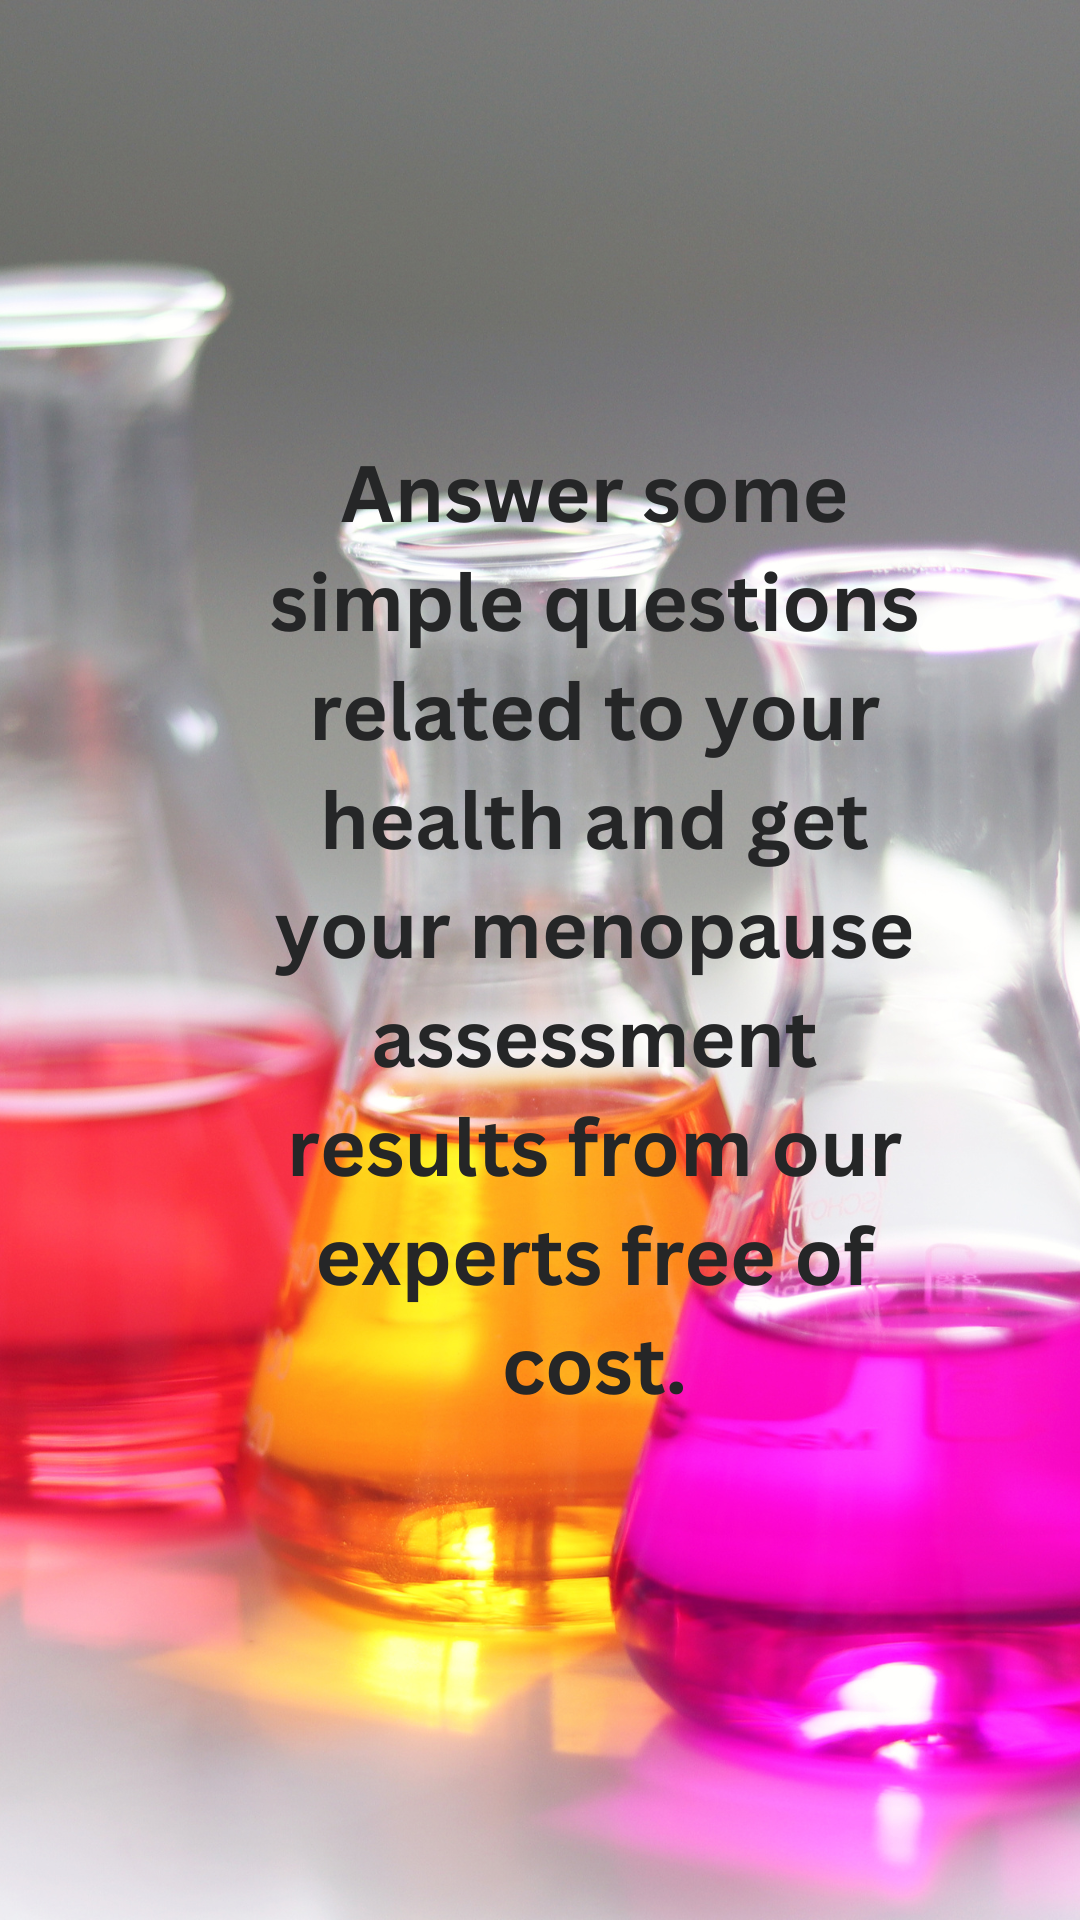 Answer some
simple questions
related to your
health and get
your menopause
assessment
results from our
experts free of
cost.